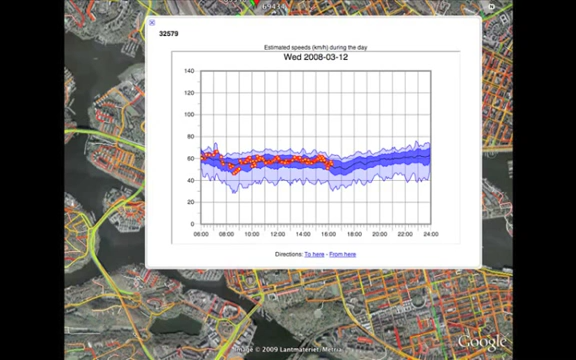 32579
Estimated speeds (km/h) during the day
Wed 2008-03-12
140
120
100
80
60
40
20
0
06:00 08:00 10:00 12:00 14:00 16:00 18:00 20:00 22:00 24:00
Directions: To here - From here
Image © 2009 Lantmäteriet/Metria
Google